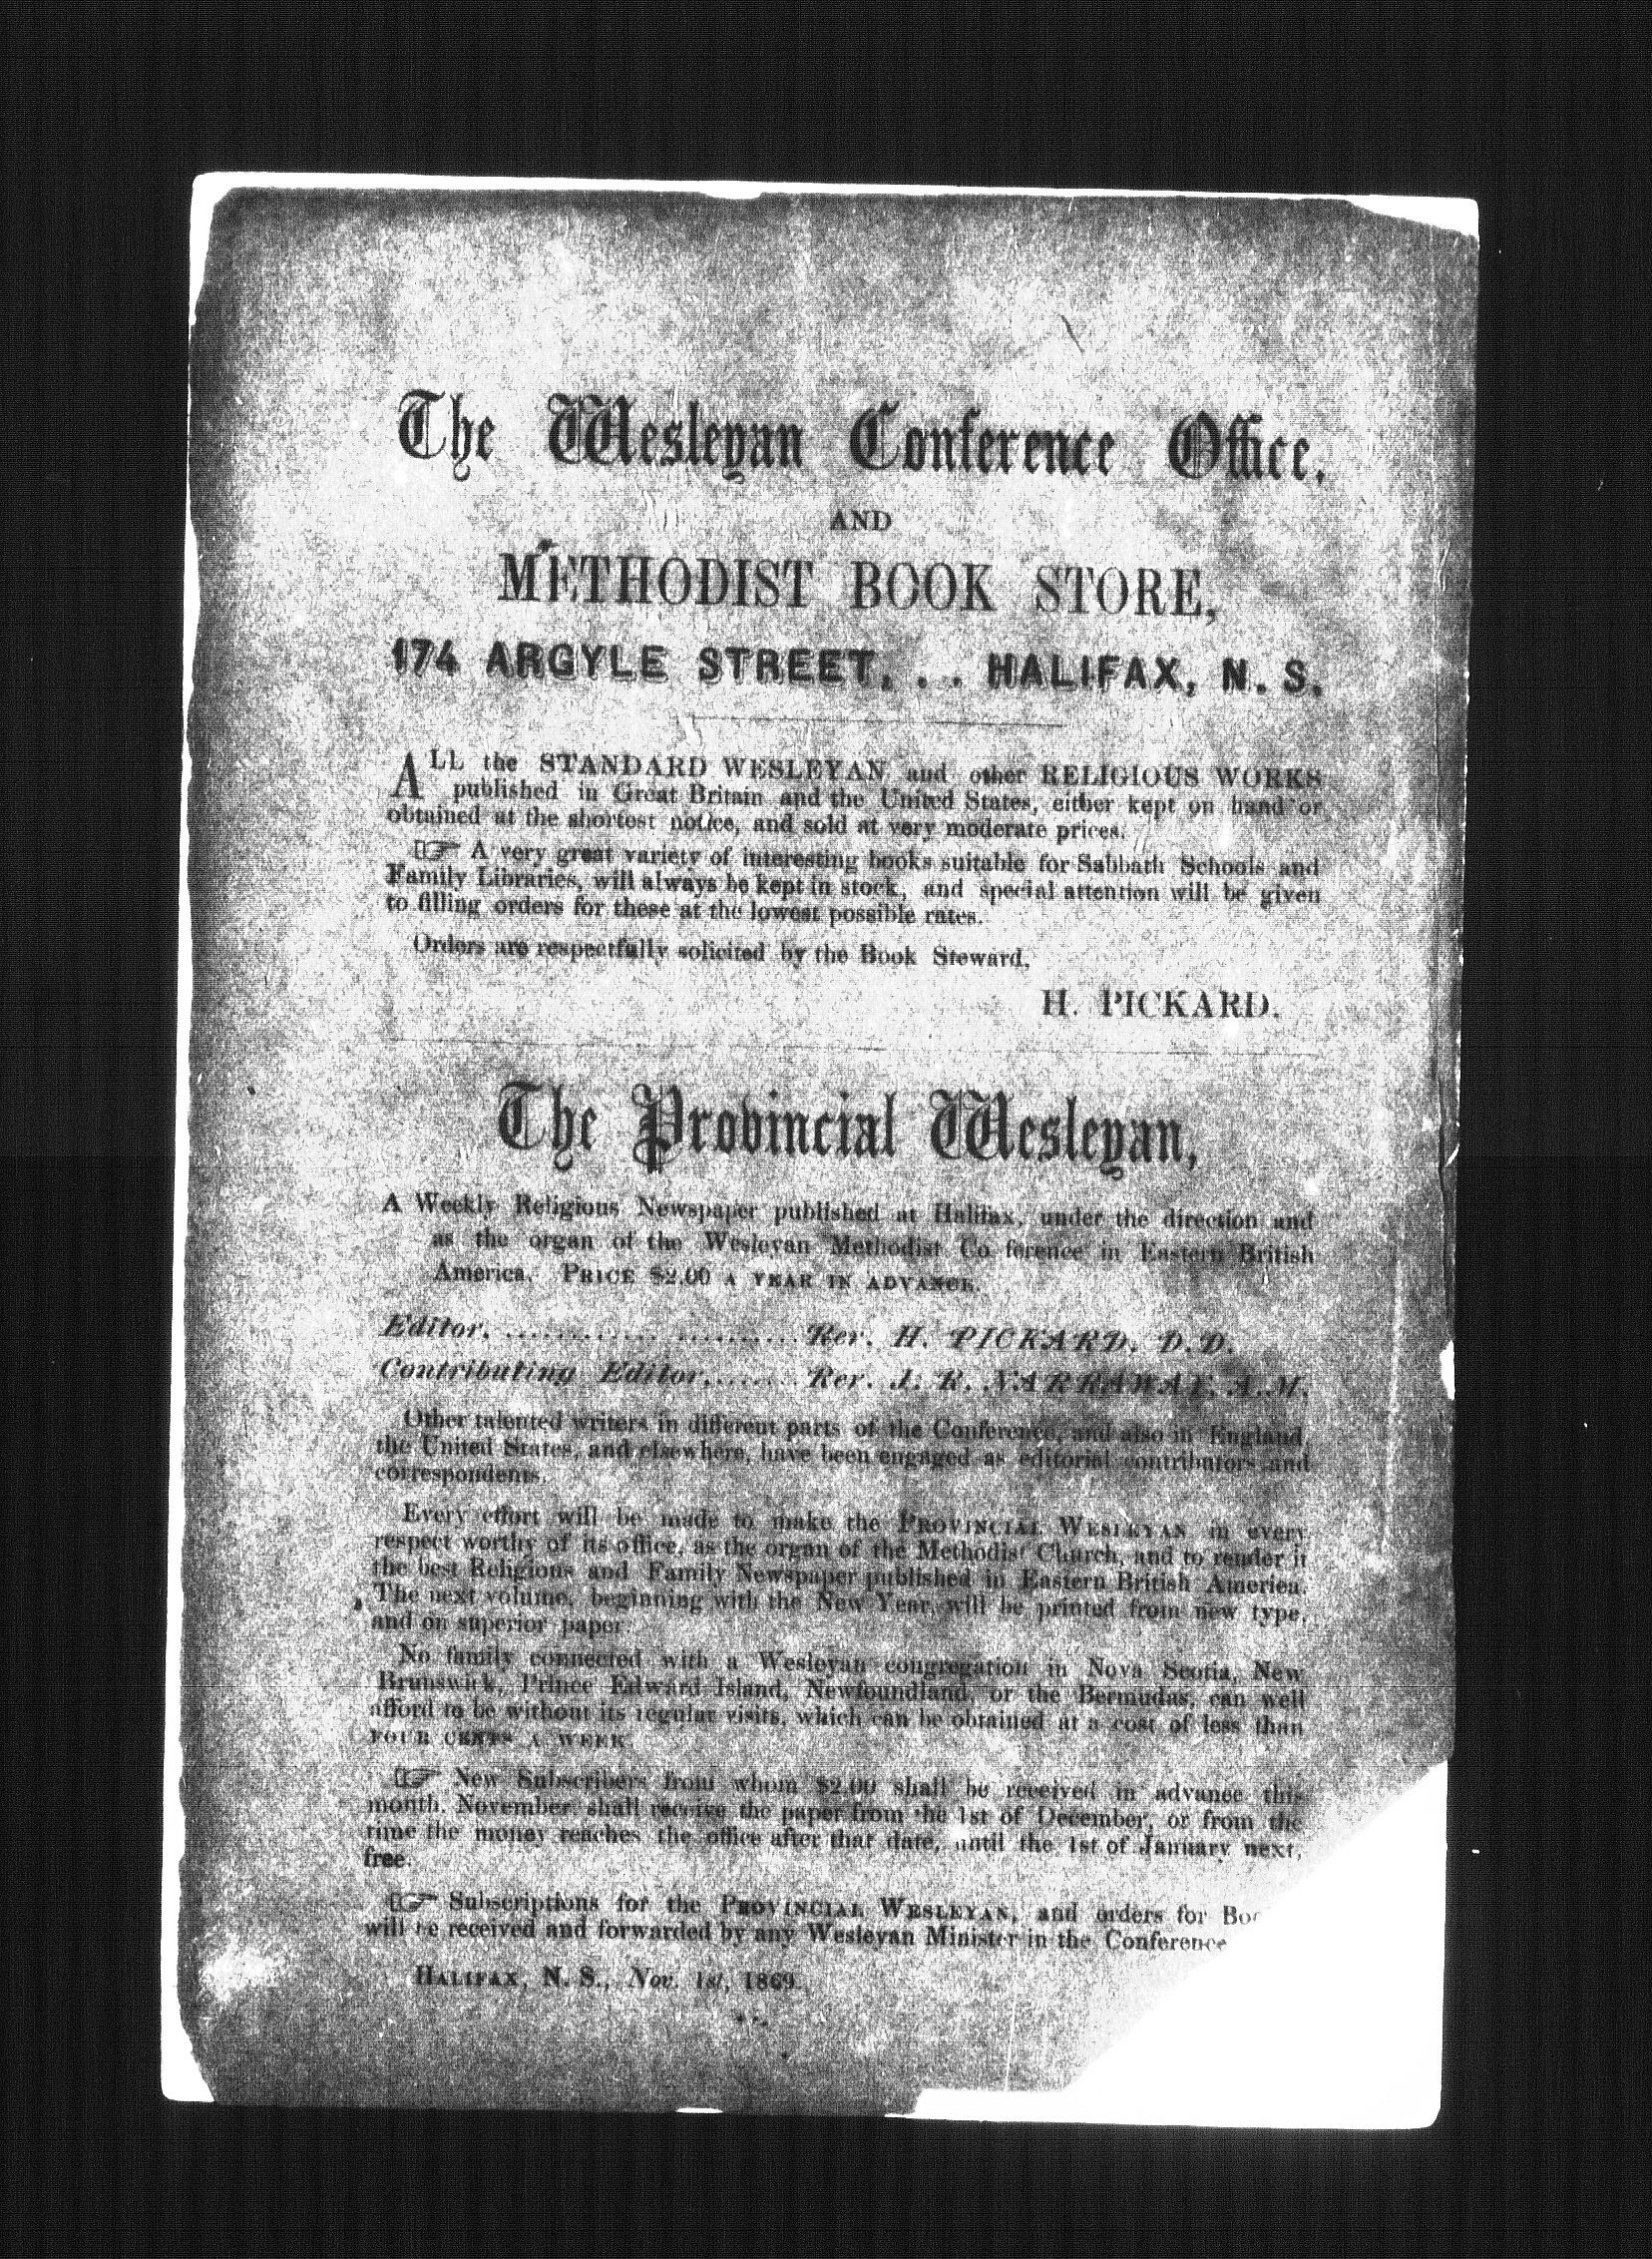 The Wesleyan Conference Office,
AND
METHODIST BOOK STORE,
174 ARGYLE STREET, . . HALIFAX, N. S.
ALL the STANDARD WESLEYAN and other RELIGIOUS WORKS
published in Great Britain and the United States, either kept on hand or
obtained at the shortest notice, and sold at very moderate prices.
☞ A very great variety of interesting books suitable for Sabbath Schools and
Family Libraries, will always be kept in stock, and special attention will be given
to filling orders for these at the lowest possible rates.
Orders are respectfully solicited by the Book Steward,
H. PICKARD.
The Provincial Wesleyan,
A Weekly Religious Newspaper published at Halifax, under the direction and
as the organ of the Wesleyan Methodist Co ference in Eastern British
America. PRICE $2.00 A YEAR IN ADVANCE.
Editor, ........................ Rev. H. PICKARD, D.D.
Contributing Editor,....... Rev. J. R. NARRAWAY, A.M.
Other talented writers in different parts of the Conference, and also in England,
the United States, and elsewhere, have been engaged as editorial contributors and
correspondents.
Every effort will be made to make the PROVINCIAL WESLEYAN in every
respect worthy of its office, as the organ of the Methodist Church, and to render it
the best Religious and Family Newspaper published in Eastern British America.
The next volume, beginning with the New Year, will be printed from new type,
and on superior paper.
No family connected with a Wesleyan congregation in Nova Scotia, New
Brunswick, Prince Edward Island, Newfoundland, or the Bermudas, can well
afford to be without its regular visits, which can be obtained at a cost of less than
FOUR CENTS A WEEK.
☞ New Subscribers from whom $2.00 shall be received in advance this
month, November, shall receive the paper from the 1st of December, or from the
time the money reaches the office after that date, until the 1st of January next,
free.
☞ Subscriptions for the PROVINCIAL WESLEYAN, and orders for Boo
will be received and forwarded by any Wesleyan Minister in the Conference
HALIFAX, N. S., Nov. 1st, 1869.